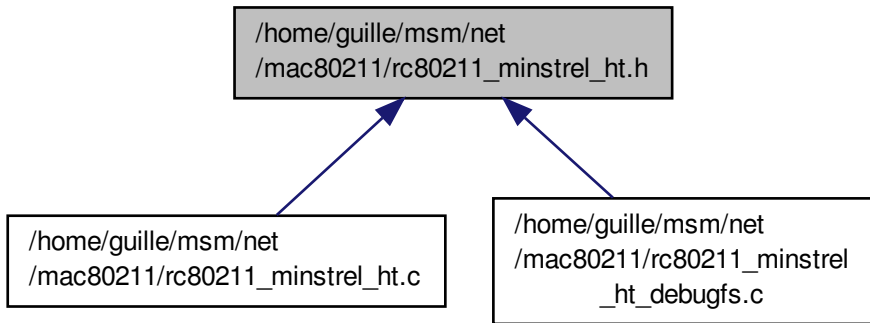 /home/guille/msm/net
/mac80211/rc80211_minstrel_ht.h
/home/guille/msm/net
/mac80211/rc80211_minstrel_ht.c
/home/guille/msm/net
/mac80211/rc80211_minstrel
_ht_debugfs.c